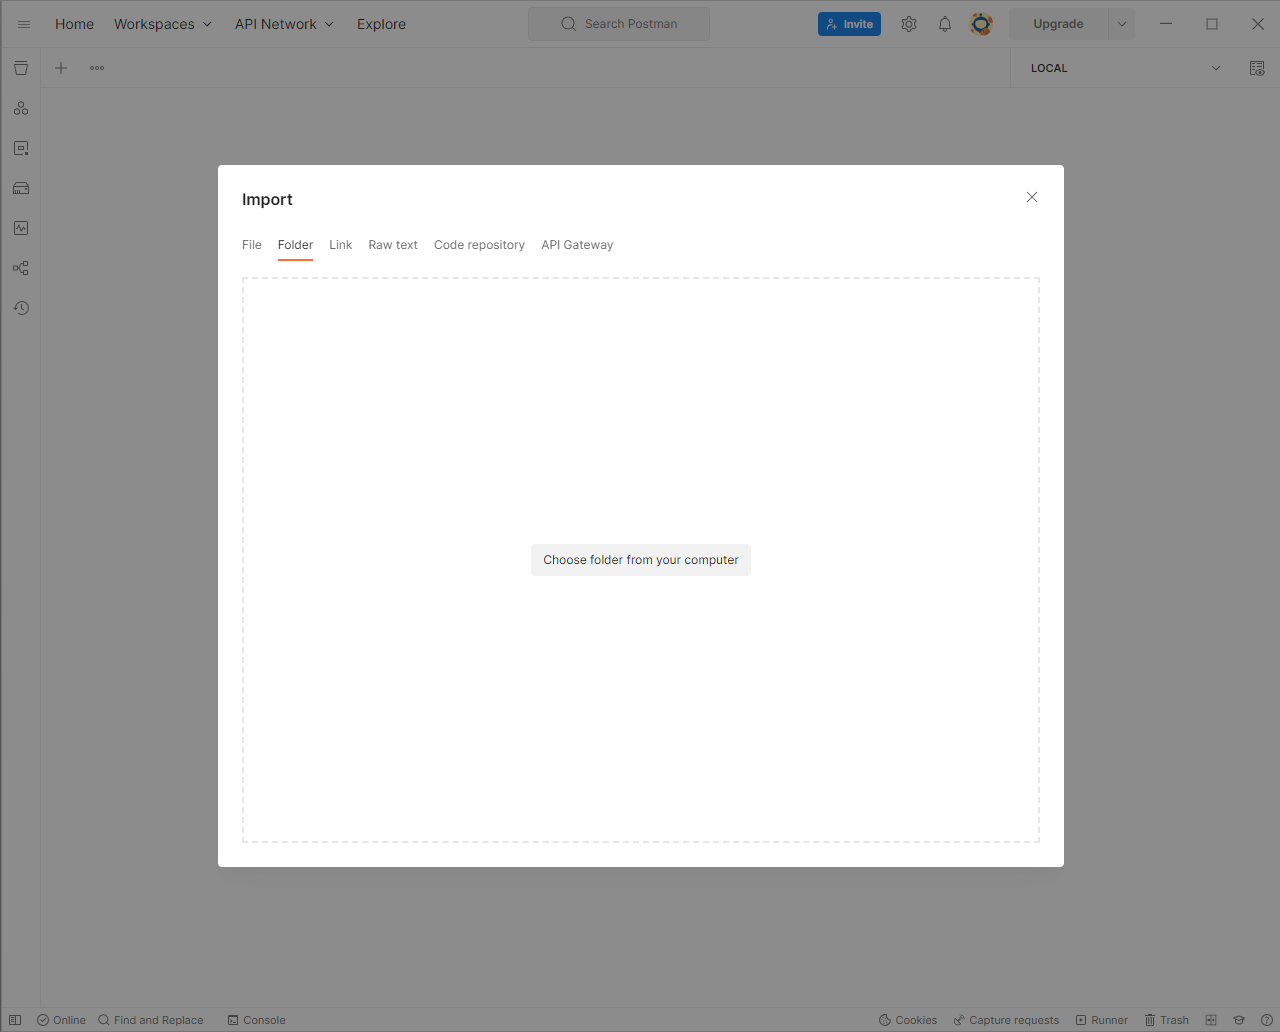 Home Workspaces API Network Explore Search Postman Invite Upgrade
LOCAL
Import
File Folder Link Raw text Code repository API Gateway
Choose folder from your computer
Online Find and Replace Console Cookies Capture requests Runner Trash